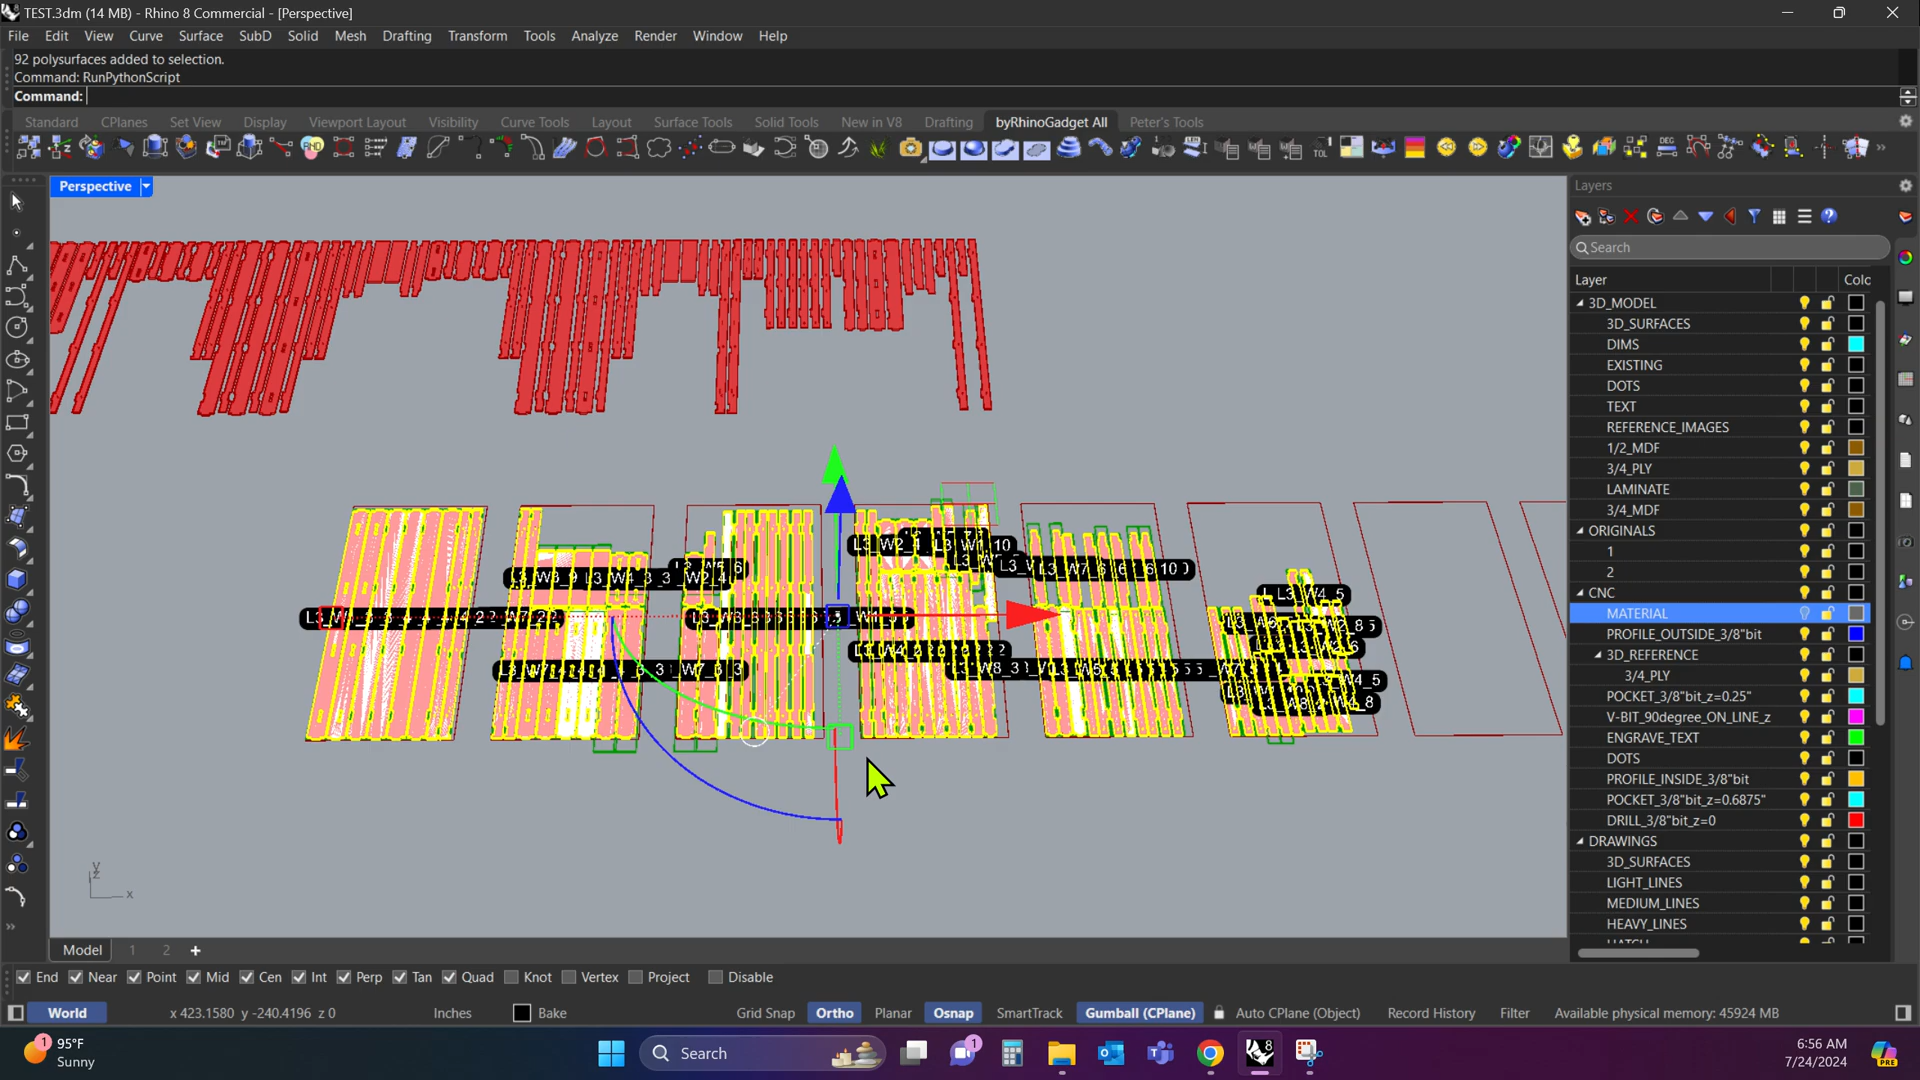 TEST.3dm (14 MB) - Rhino 8 Commercial - [Perspective]
File Edit View Curve Surface SubD Solid Mesh Drafting Transform Tools Analyze Render Window Help
92 polysurfaces added to selection.
Command: RunPythonScript
Command:
Standard CPlanes Set View Display Viewport Layout Visibility Curve Tools Layout Surface Tools Solid Tools New in V8 Drafting byRhinoGadget All Peter's Tools
Perspective
Layers
Search
Layer Colo
3D_MODEL
3D_SURFACES
DIMS
EXISTING
DOTS
TEXT
REFERENCE_IMAGES
1/2_MDF
3/4_PLY
LAMINATE
3/4_MDF
ORIGINALS
1
2
CNC
MATERIAL
PROFILE_OUTSIDE_3/8"bit
3D_REFERENCE
3/4_PLY
POCKET_3/8"bit_z=0.25"
V-BIT_90degree_ON_LINE_z
ENGRAVE_TEXT
DOTS
PROFILE_INSIDE_3/8"bit
POCKET_3/8"bit_z=0.6875"
DRILL_3/8"bit_z=0
DRAWINGS
3D_SURFACES
LIGHT_LINES
MEDIUM_LINES
HEAVY_LINES
HATCH
y
z
x
Model 1 2 +
End Near Point Mid Cen Int Perp Tan Quad Knot Vertex Project Disable
World x 423.1580 y -240.4196 z 0 Inches Bake Grid Snap Ortho Planar Osnap SmartTrack Gumball (CPlane) Auto CPlane (Object) Record History Filter Available physical memory: 45924 MB
1
95°F
Sunny
Search
1
8
6:56 AM
7/24/2024
PRE